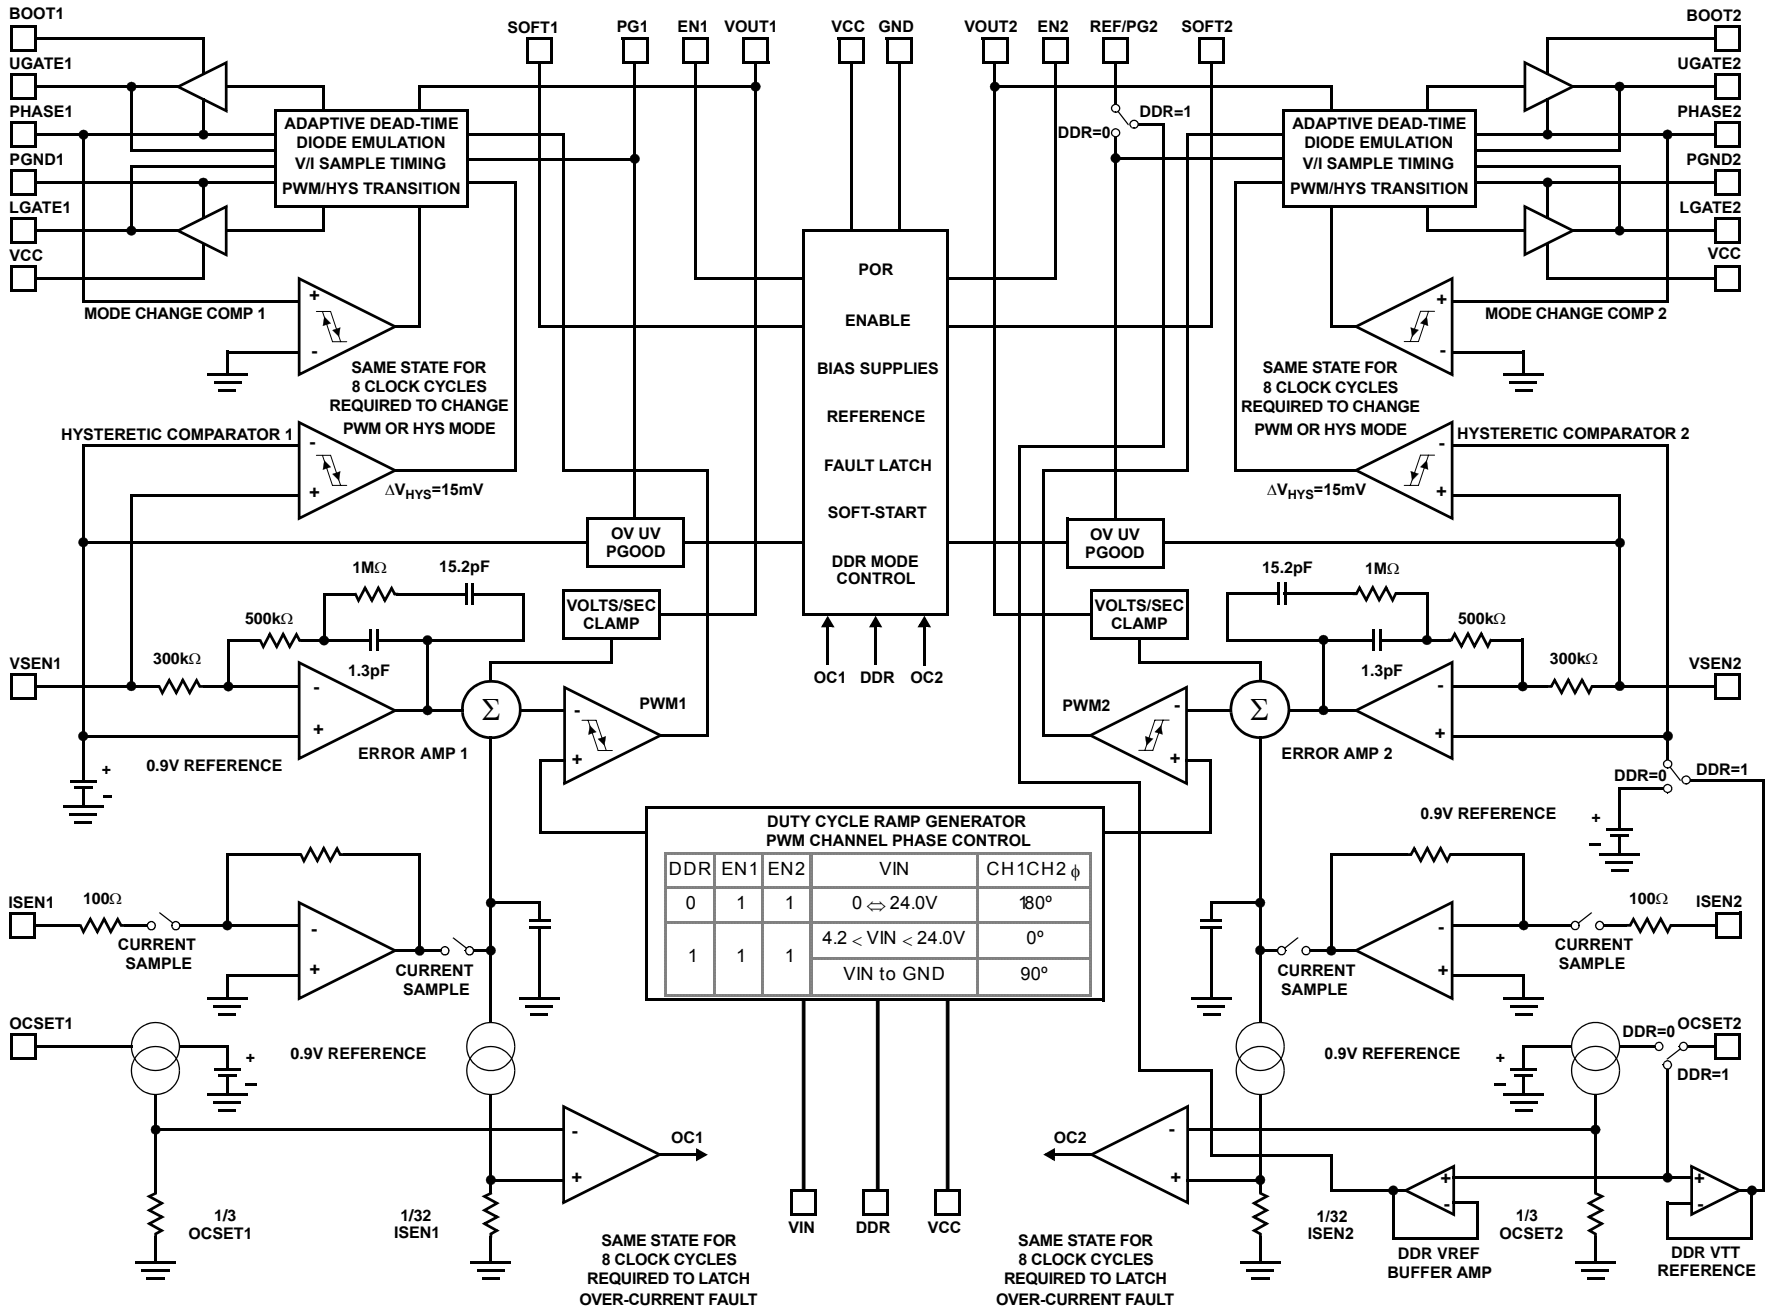 BOOT1
UGATE1
PHASE1
PGND1
LGATE1
VCC
SOFT1
PG1
EN1
VOUT1
VCC
GND
VOUT2
EN2
REF/PG2
SOFT2
BOOT2
UGATE2
PHASE2
PGND2
LGATE2
VCC
ADAPTIVE DEAD-TIME
DIODE EMULATION
V/I SAMPLE TIMING
PWM/HYS TRANSITION
DDR=1
DDR=0
ADAPTIVE DEAD-TIME
DIODE EMULATION
V/I SAMPLE TIMING
PWM/HYS TRANSITION
POR
ENABLE
BIAS SUPPLIES
REFERENCE
FAULT LATCH
SOFT-START
DDR MODE
CONTROL
+
-
MODE CHANGE COMP 1
SAME STATE FOR
8 CLOCK CYCLES
REQUIRED TO CHANGE
PWM OR HYS MODE
+
-
MODE CHANGE COMP 2
SAME STATE FOR
8 CLOCK CYCLES
REQUIRED TO CHANGE
PWM OR HYS MODE
HYSTERETIC COMPARATOR 1
-
+
ΔVHYS=15mV
HYSTERETIC COMPARATOR 2
-
+
ΔVHYS=15mV
OV UV
PGOOD
OV UV
PGOOD
1MΩ
15.2pF
500kΩ
300kΩ
1.3pF
VSEN1
VOLTS/SEC
CLAMP
-
+
Σ
-
+
PWM1
ERROR AMP 1
0.9V REFERENCE
+
-
OC1
DDR
OC2
VOLTS/SEC
CLAMP
15.2pF
1MΩ
500kΩ
300kΩ
1.3pF
VSEN2
PWM2
-
+
Σ
-
+
ERROR AMP 2
DDR=0
DDR=1
0.9V REFERENCE
+
-
DUTY CYCLE RAMP GENERATOR
PWM CHANNEL PHASE CONTROL
DDR EN1 EN2 VIN CH1CH2 ϕ
0 1 1 0 ⇔ 24.0V 180º
1 1 1 4.2 < VIN < 24.0V 0º
VIN to GND 90º
ISEN1
100Ω
CURRENT
SAMPLE
-
+
CURRENT
SAMPLE
ISEN2
100Ω
CURRENT
SAMPLE
-
+
CURRENT
SAMPLE
OCSET1
+
-
0.9V REFERENCE
0.9V REFERENCE
+
-
DDR=0
OCSET2
DDR=1
-
+
OC1
1/3
OCSET1
1/32
ISEN1
SAME STATE FOR
8 CLOCK CYCLES
REQUIRED TO LATCH
OVER-CURRENT FAULT
VIN
DDR
VCC
OC2
-
+
SAME STATE FOR
8 CLOCK CYCLES
REQUIRED TO LATCH
OVER-CURRENT FAULT
1/32
ISEN2
+
-
DDR VREF
BUFFER AMP
1/3
OCSET2
+
-
DDR VTT
REFERENCE